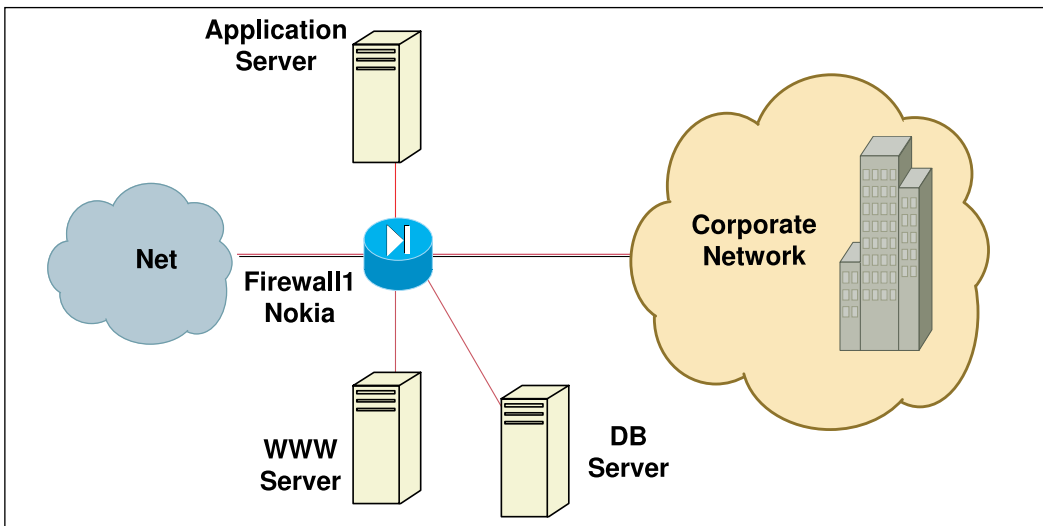 Application
Server
Net
Firewall1
Nokia
Corporate
Network
WWW
Server
DB
Server